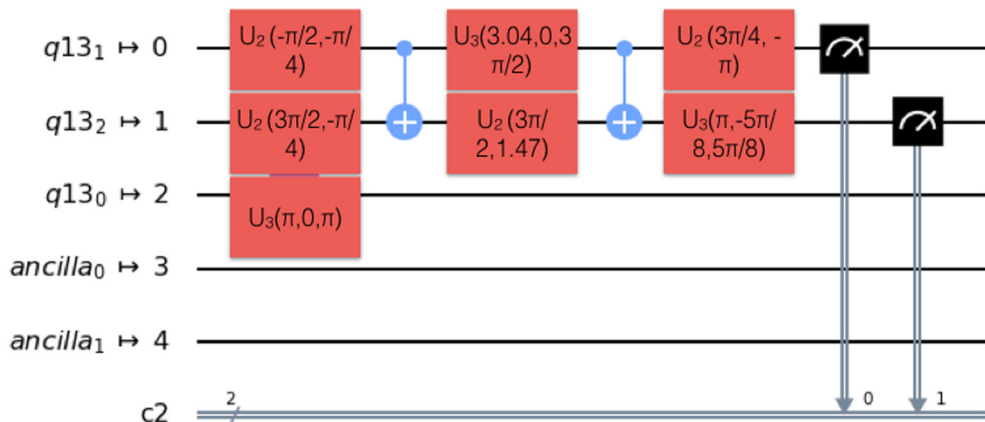 q13₁ ↦ 0
U₂ (-π/2,-π/
4)
U₃(3.04,0,3
π/2)
U₂ (3π/4, -
π)
q13₂ ↦ 1
U₂ (3π/2,-π/
4)
U₂ (3π/
2,1.47)
U₃(π,-5π/
8,5π/8)
q13₀ ↦ 2
U₃(π,0,π)
ancilla₀ ↦ 3
ancilla₁ ↦ 4
c2
2
0
1